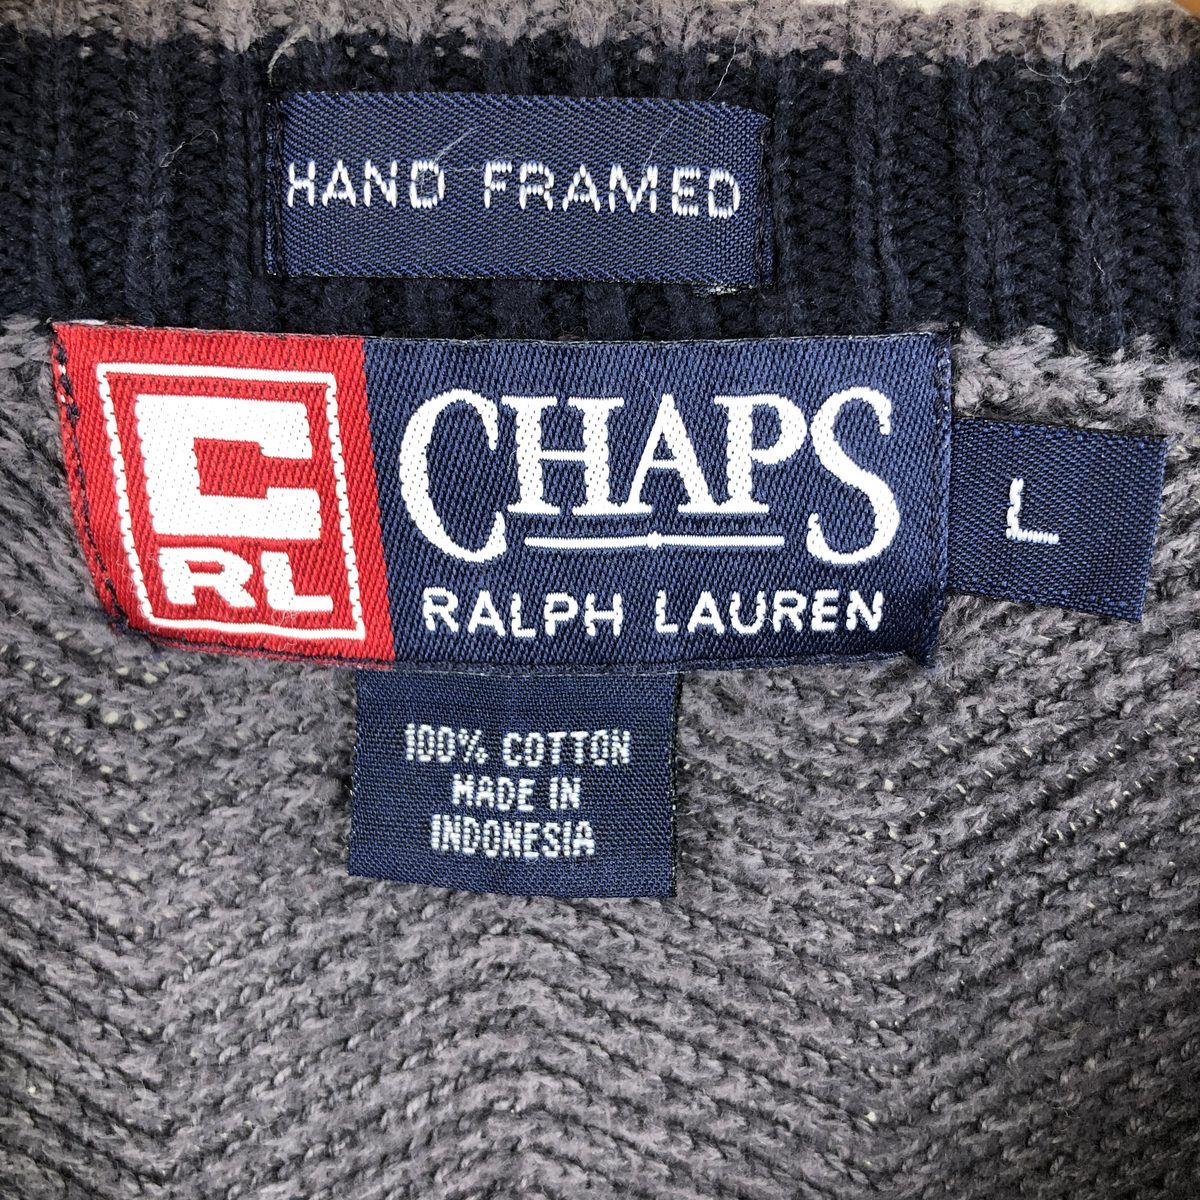 HAND FRAMED
C
RL
CHAPS
RALPH LAUREN
L
100% COTTON
MADE IN
INDONESIA